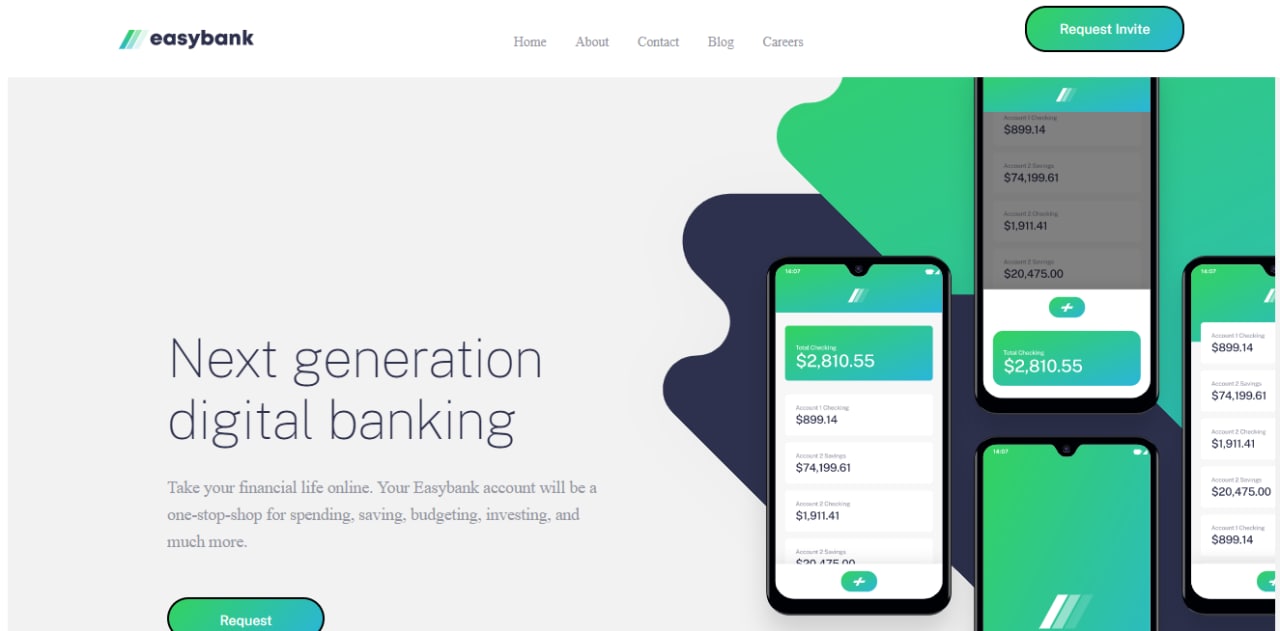 easybank
Home About Contact Blog Careers
Request Invite
Next generation
digital banking
Take your financial life online. Your Easybank account will be a
one-stop-shop for spending, saving, budgeting, investing, and
much more.
Request
14:07
Total Checking
$2,810.55
Account 1 Checking
$899.14
Account 2 Savings
$74,199.61
Account 2 Checking
$1,911.41
Account 2 Savings
$20,475.00
Account 1 Checking
$899.14
Account 2 Savings
$74,199.61
Account 2 Checking
$1,911.41
Account 2 Savings
$20,475.00
Total Checking
$2,810.55
14:07
14:07
Account 1 Checking
$899.14
Account 2 Savings
$74,199.61
Account 2 Checking
$1,911.41
Account 2 Savings
$20,475.00
Account 1 Checking
$899.14